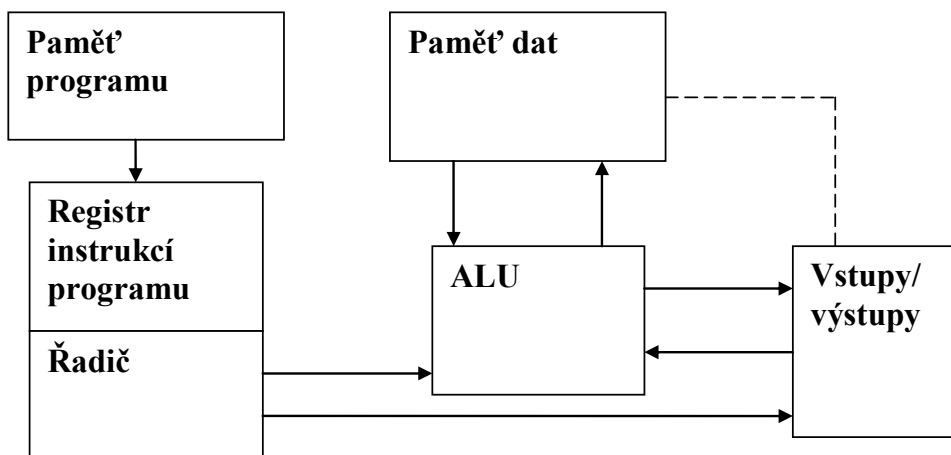 Paměť
programu
Paměť dat
Registr
instrukcí
programu
ALU
Vstupy/
výstupy
Řadič